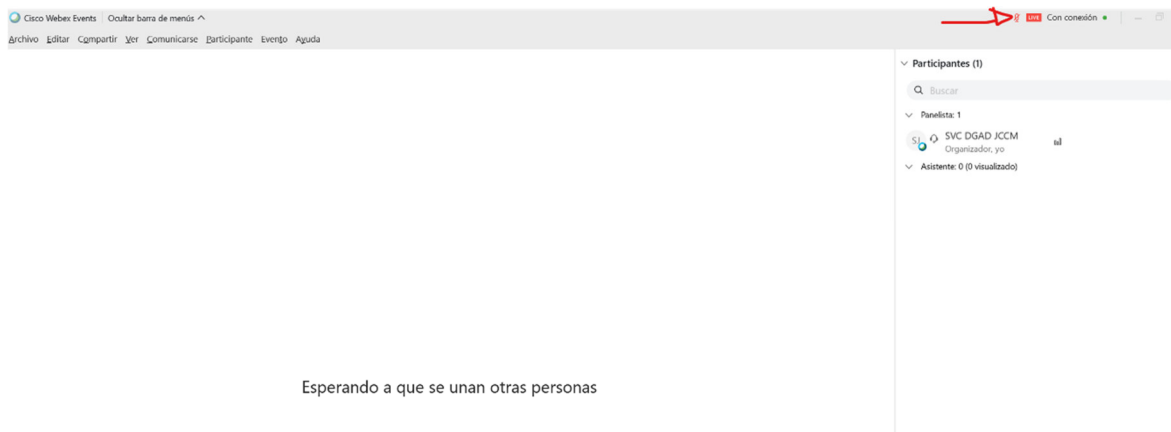 Cisco Webex Events Ocultar barra de menús
LIVE Con conexión
Archivo Editar Compartir Ver Comunicarse Participante Evento Ayuda
Participantes (1)
Buscar
Panelista: 1
SJ
SVC DGAD JCCM
Organizador, yo
Asistente: 0 (0 visualizado)
Esperando a que se unan otras personas